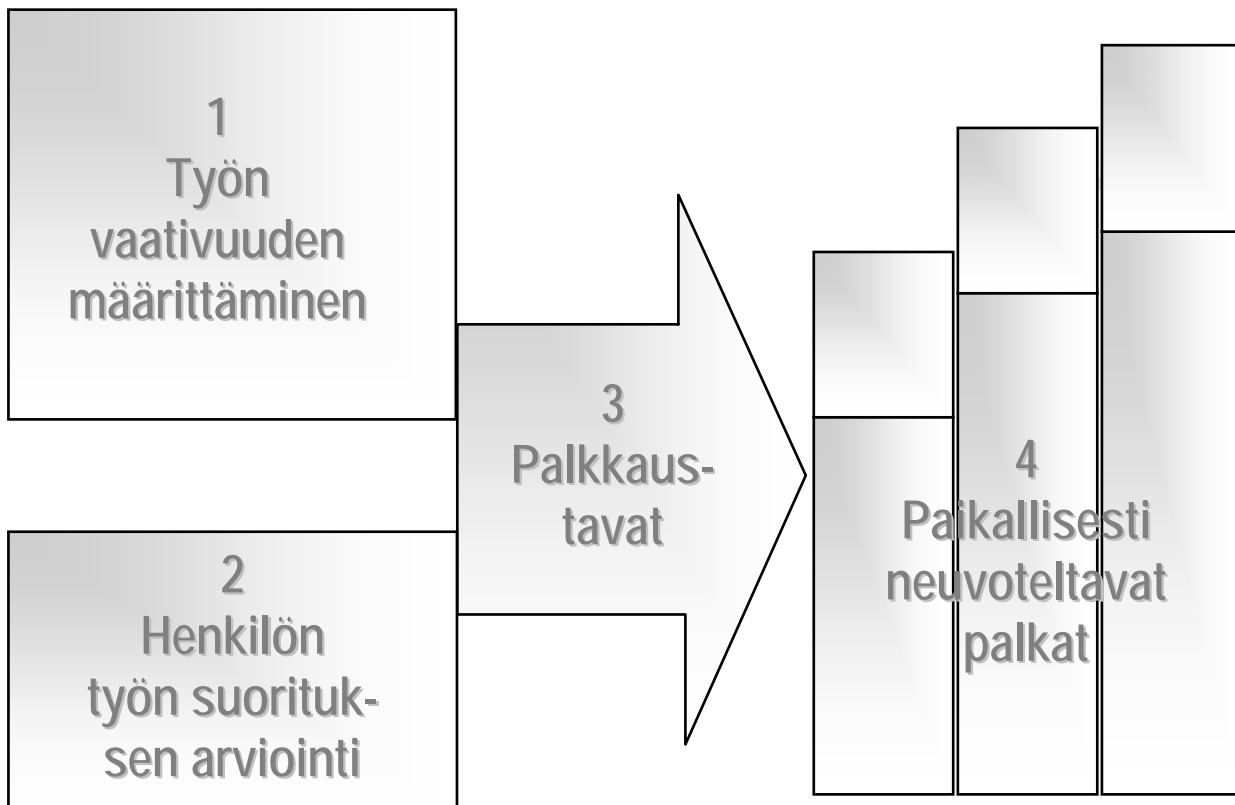 1
Työn
vaativuuden
määrittäminen
2
Henkilön
työn suorituk-
sen arviointi
3
Palkkaus-
tavat
4
Paikallisesti
neuvoteltavat
palkat